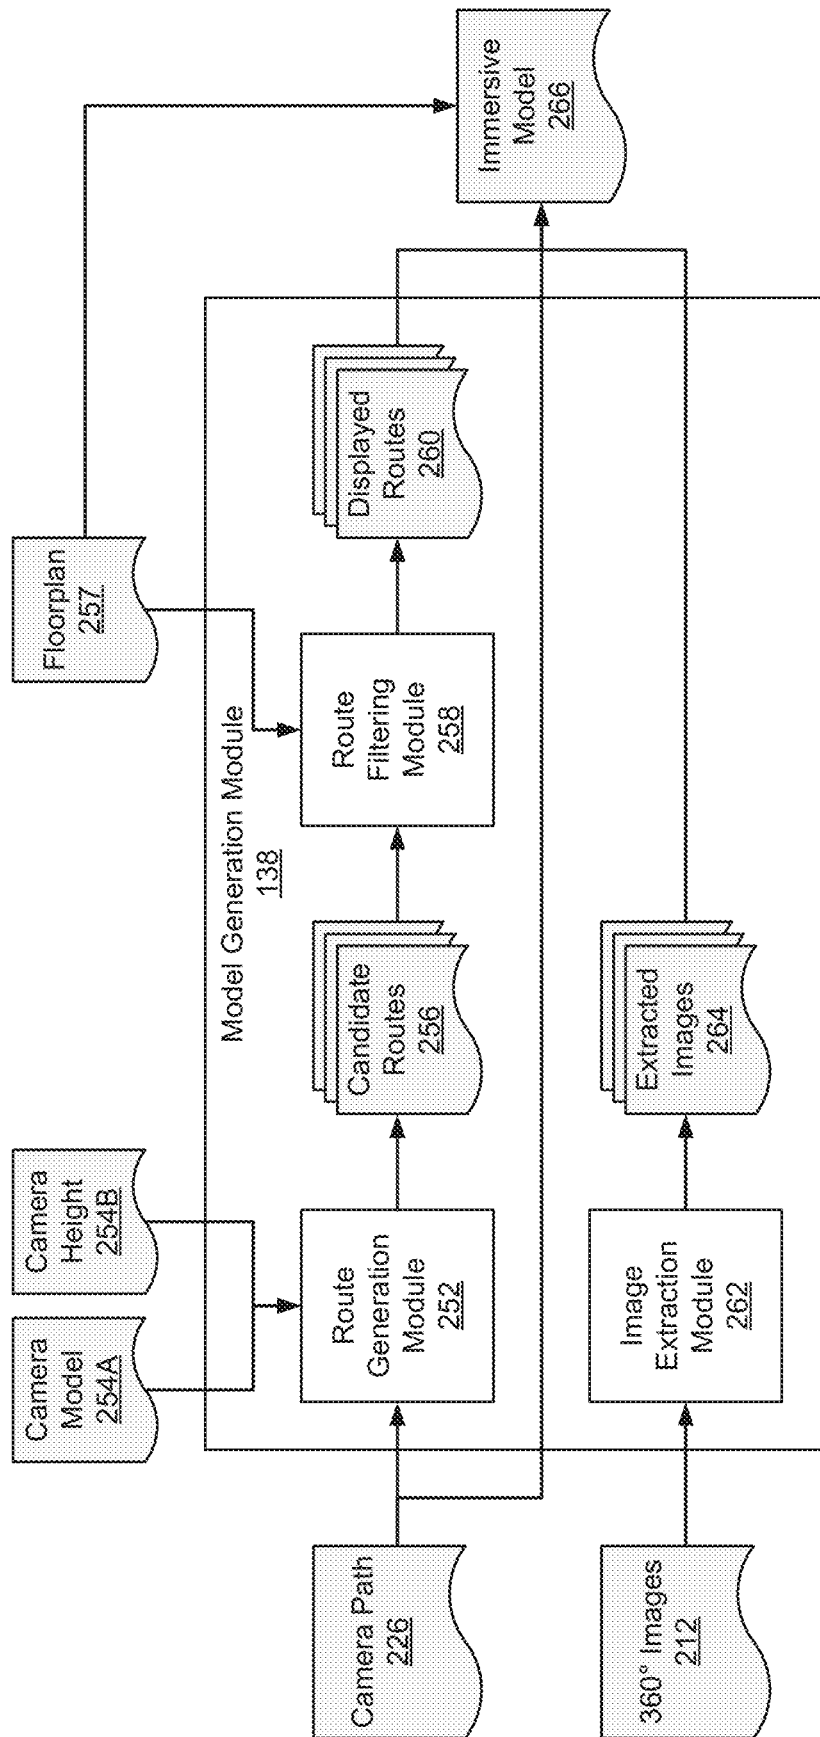 Camera
Model
254A
Camera
Height
254B
Floorplan
257
Model Generation Module
138
Camera Path
226
Route
Generation
Module
252
Candidate
Routes
256
Route
Filtering
Module
258
Displayed
Routes
260
Immersive
Model
266
360° Images
212
Image
Extraction
Module
262
Extracted
Images
264